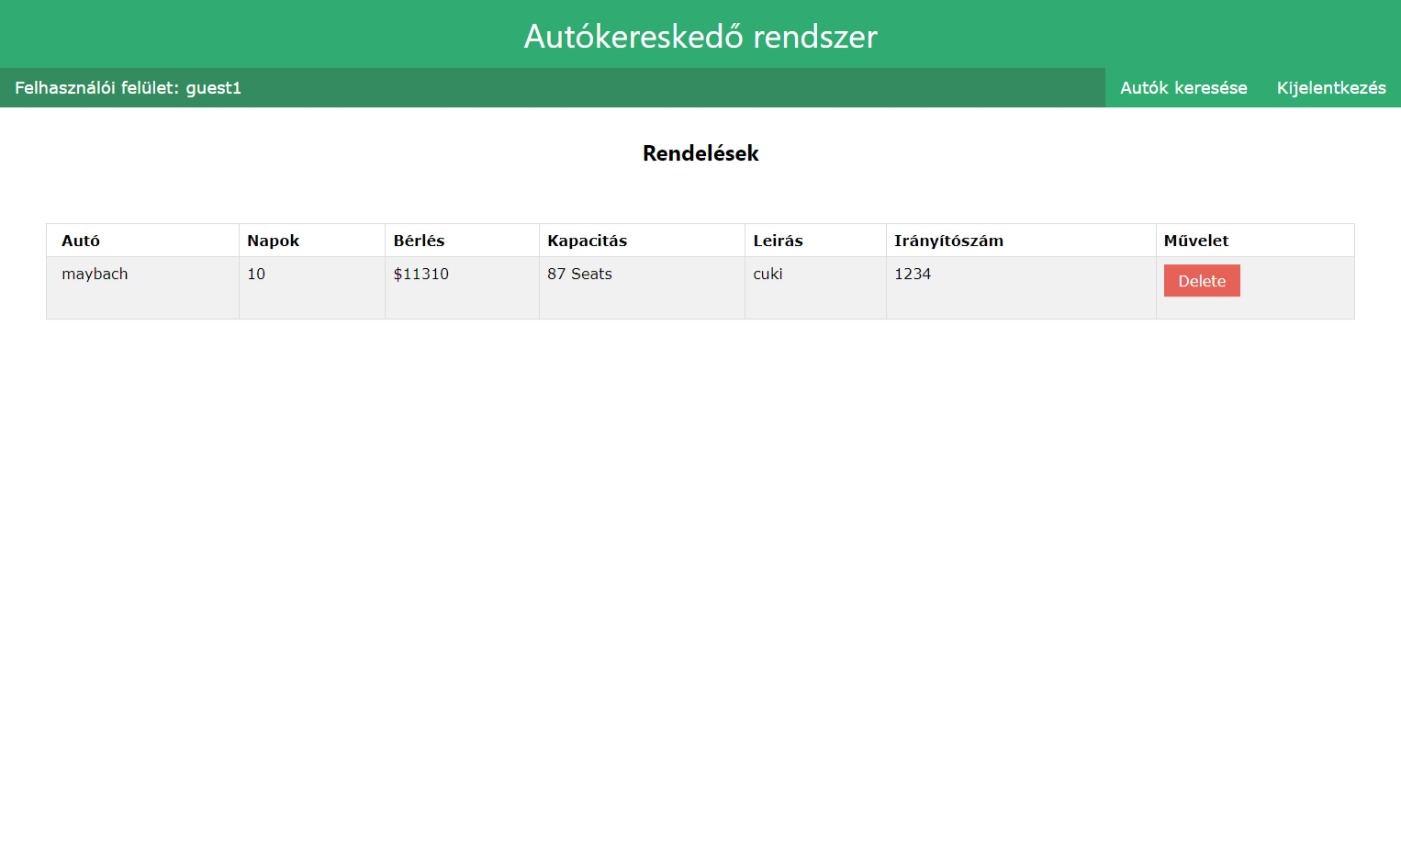 Autókereskedő rendszer
Felhasználói felület: guest1 Autók keresése Kijelentkezés
Rendelések
Autó Napok Bérlés Kapacitás Leirás Irányítószám Művelet
maybach 10 $11310 87 Seats cuki 1234 Delete